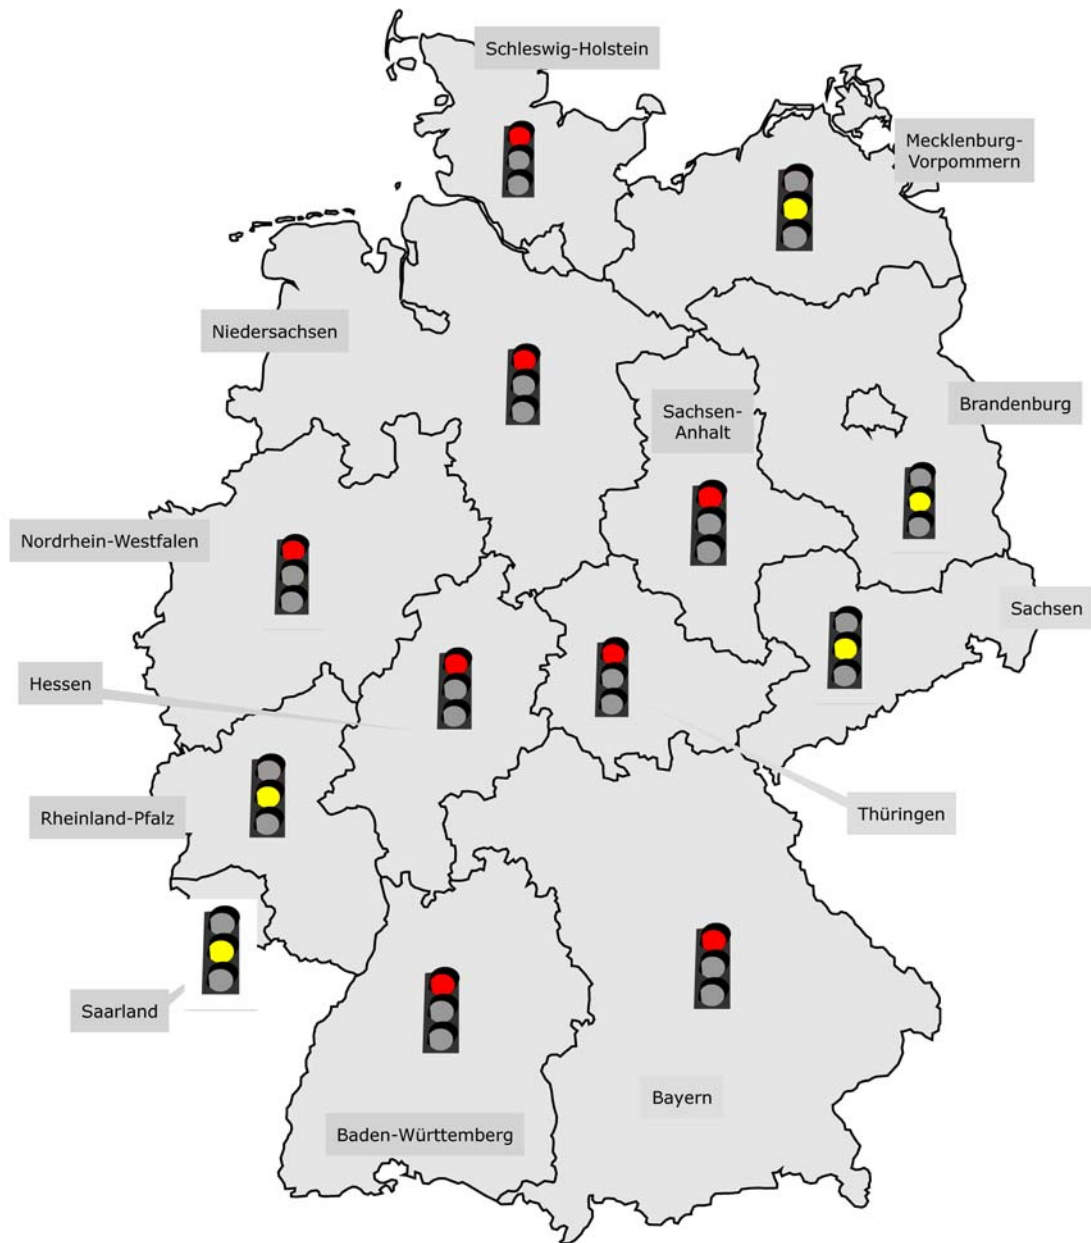 Schleswig-Holstein
Mecklenburg-
Vorpommern
Niedersachsen
Brandenburg
Sachsen-
Anhalt
Nordrhein-Westfalen
Sachsen
Hessen
Rheinland-Pfalz
Thüringen
Saarland
Bayern
Baden-Württemberg